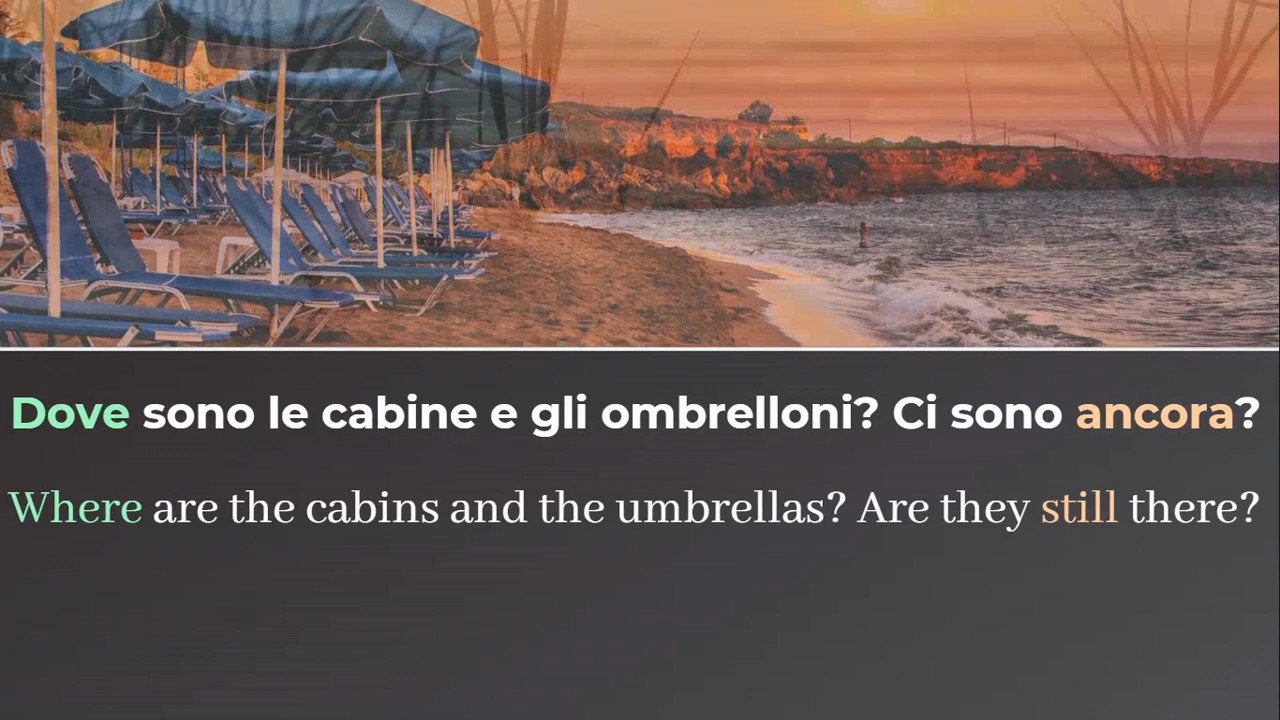 Dove sono le cabine e gli ombrelloni? Ci sono ancora?
Where are the cabins and the umbrellas? Are they still there?